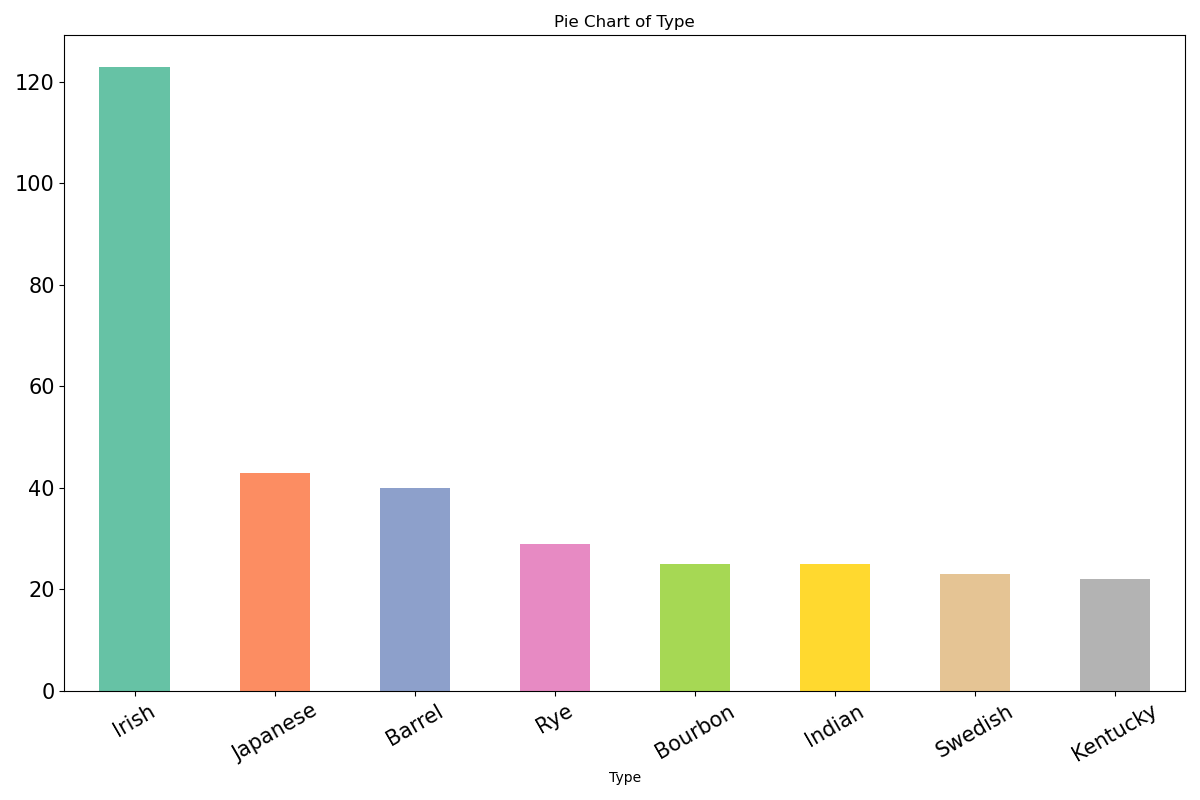 Pie Chart of Type
120
100
80
60
40
20
0
Irish
Japanese
Barrel
Rye
Bourbon
Indian
Swedish
Kentucky
Type